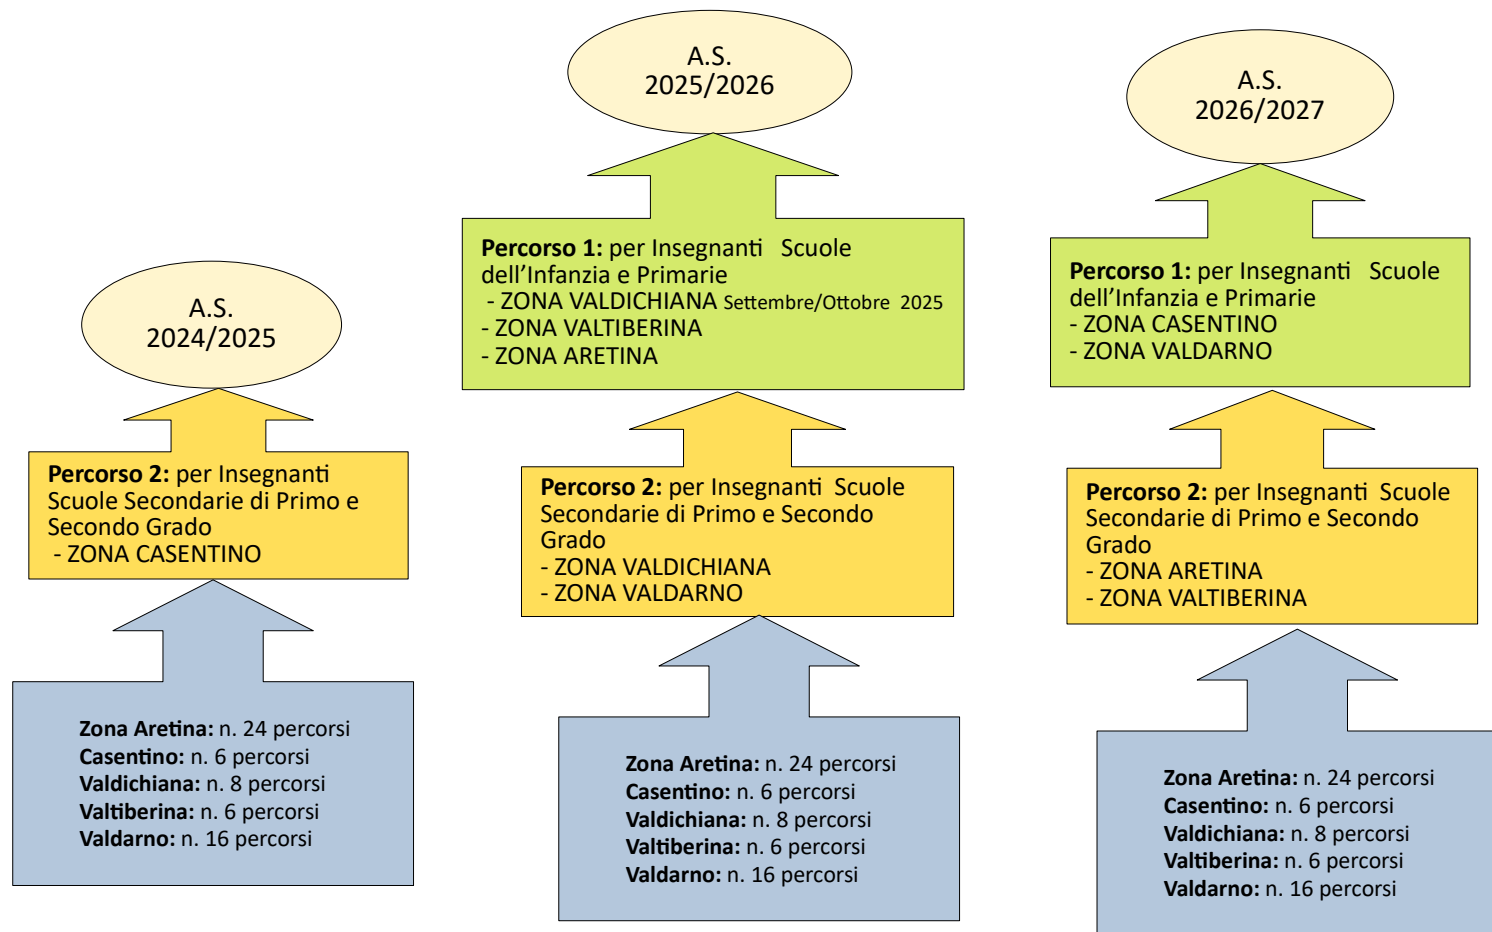 A.S.
2024/2025
Percorso 2: per Insegnanti
Scuole Secondarie di Primo e
Secondo Grado
- ZONA CASENTINO
Zona Aretina: n. 24 percorsi
Casentino: n. 6 percorsi
Valdichiana: n. 8 percorsi
Valtiberina: n. 6 percorsi
Valdarno: n. 16 percorsi
A.S.
2025/2026
Percorso 1: per Insegnanti Scuole
dell’Infanzia e Primarie
- ZONA VALDICHIANA Settembre/Ottobre 2025
- ZONA VALTIBERINA
- ZONA ARETINA
Percorso 2: per Insegnanti Scuole
Secondarie di Primo e Secondo
Grado
- ZONA VALDICHIANA
- ZONA VALDARNO
Zona Aretina: n. 24 percorsi
Casentino: n. 6 percorsi
Valdichiana: n. 8 percorsi
Valtiberina: n. 6 percorsi
Valdarno: n. 16 percorsi
A.S.
2026/2027
Percorso 1: per Insegnanti Scuole
dell’Infanzia e Primarie
- ZONA CASENTINO
- ZONA VALDARNO
Percorso 2: per Insegnanti Scuole
Secondarie di Primo e Secondo
Grado
- ZONA ARETINA
- ZONA VALTIBERINA
Zona Aretina: n. 24 percorsi
Casentino: n. 6 percorsi
Valdichiana: n. 8 percorsi
Valtiberina: n. 6 percorsi
Valdarno: n. 16 percorsi